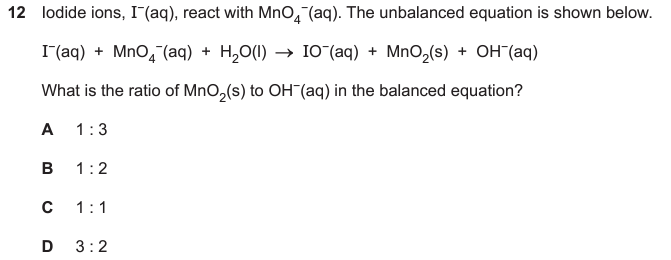 12 Iodide ions, I⁻(aq), react with MnO₄⁻(aq). The unbalanced equation is shown below.
I⁻(aq) + MnO₄⁻(aq) + H₂O(l) → IO⁻(aq) + MnO₂(s) + OH⁻(aq)
What is the ratio of MnO₂(s) to OH⁻(aq) in the balanced equation?
A 1 : 3
B 1 : 2
C 1 : 1
D 3 : 2